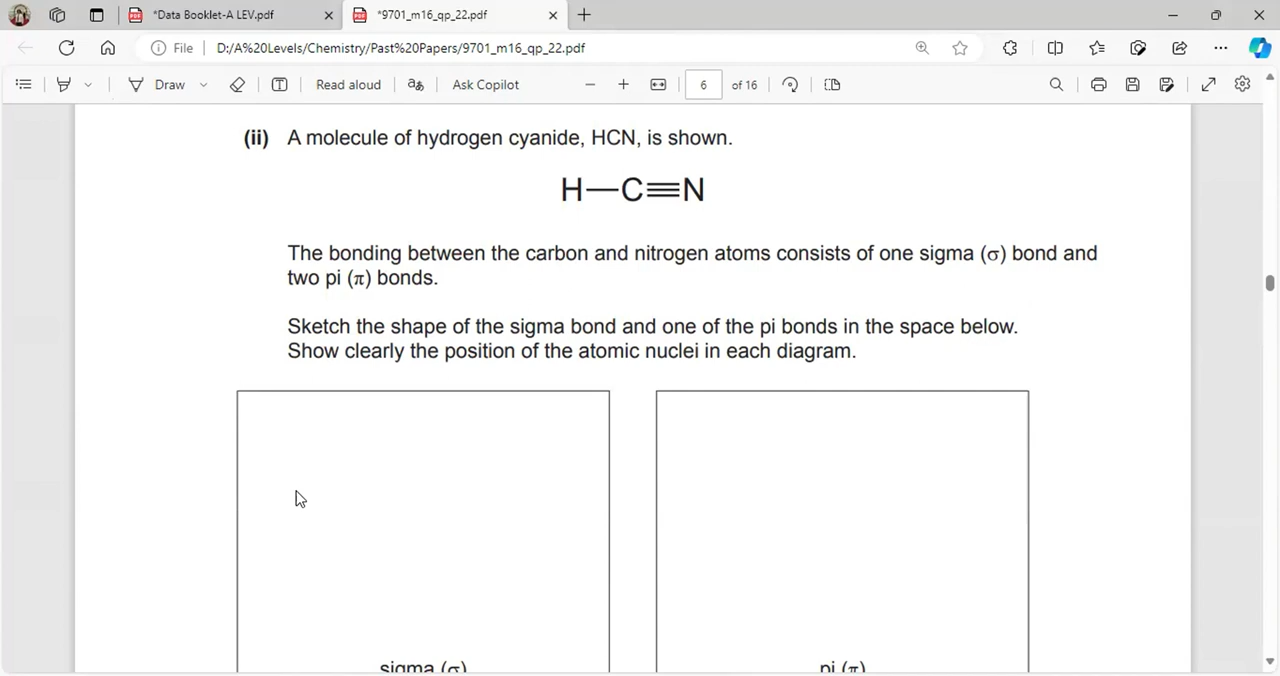 *Data Booklet-A LEV.pdf
*9701_m16_qp_22.pdf
File
D:/A%20Levels/Chemistry/Past%20Papers/9701_m16_qp_22.pdf
Draw
Read aloud
aあ
Ask Copilot
6 of 16
(ii) A molecule of hydrogen cyanide, HCN, is shown.
H—C≡N
The bonding between the carbon and nitrogen atoms consists of one sigma (σ) bond and
two pi (π) bonds.
Sketch the shape of the sigma bond and one of the pi bonds in the space below.
Show clearly the position of the atomic nuclei in each diagram.
sigma (σ)
pi (π)